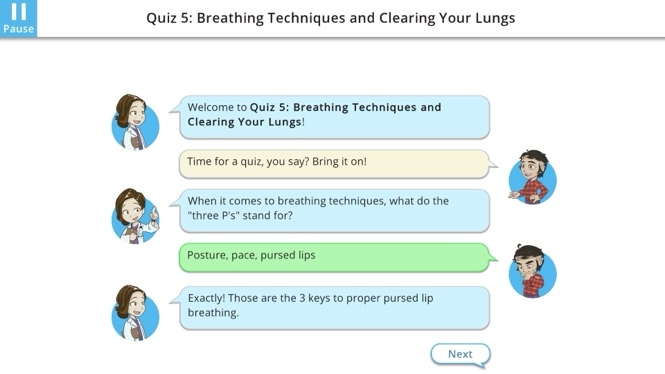 Pause
Quiz 5: Breathing Techniques and Clearing Your Lungs
Welcome to Quiz 5: Breathing Techniques and
Clearing Your Lungs!
Time for a quiz, you say? Bring it on!
When it comes to breathing techniques, what do the
"three P's" stand for?
Posture, pace, pursed lips
Exactly! Those are the 3 keys to proper pursed lip
breathing.
Next